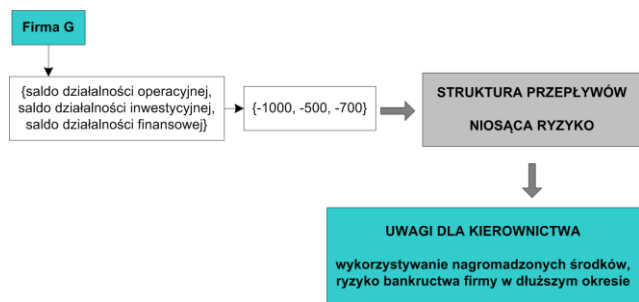 Firma G
{saldo działalności operacyjnej,
saldo działalności inwestycyjnej,
saldo działalności finansowej}
{-1000, -500, -700}
STRUKTURA PRZEPŁYWÓW
NIOSĄCA RYZYKO
UWAGI DLA KIEROWNICTWA
wykorzystywanie nagromadzonych środków,
ryzyko bankructwa firmy w dłuższym okresie